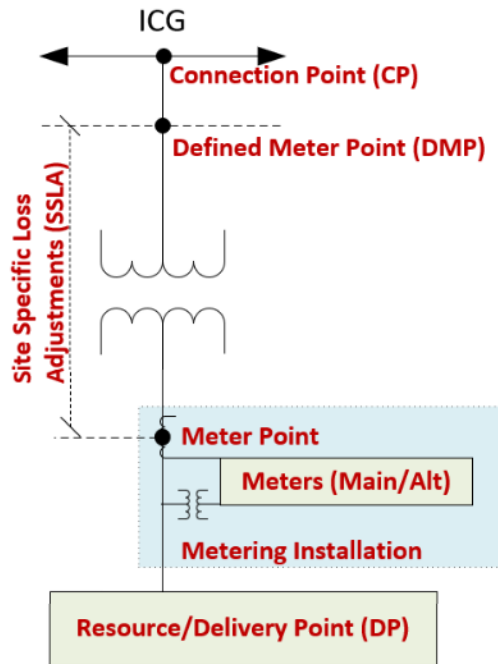 ICG
Connection Point (CP)
Defined Meter Point (DMP)
Site Specific Loss
Adjustments (SSLA)
Meter Point
Meters (Main/Alt)
Metering Installation
Resource/Delivery Point (DP)